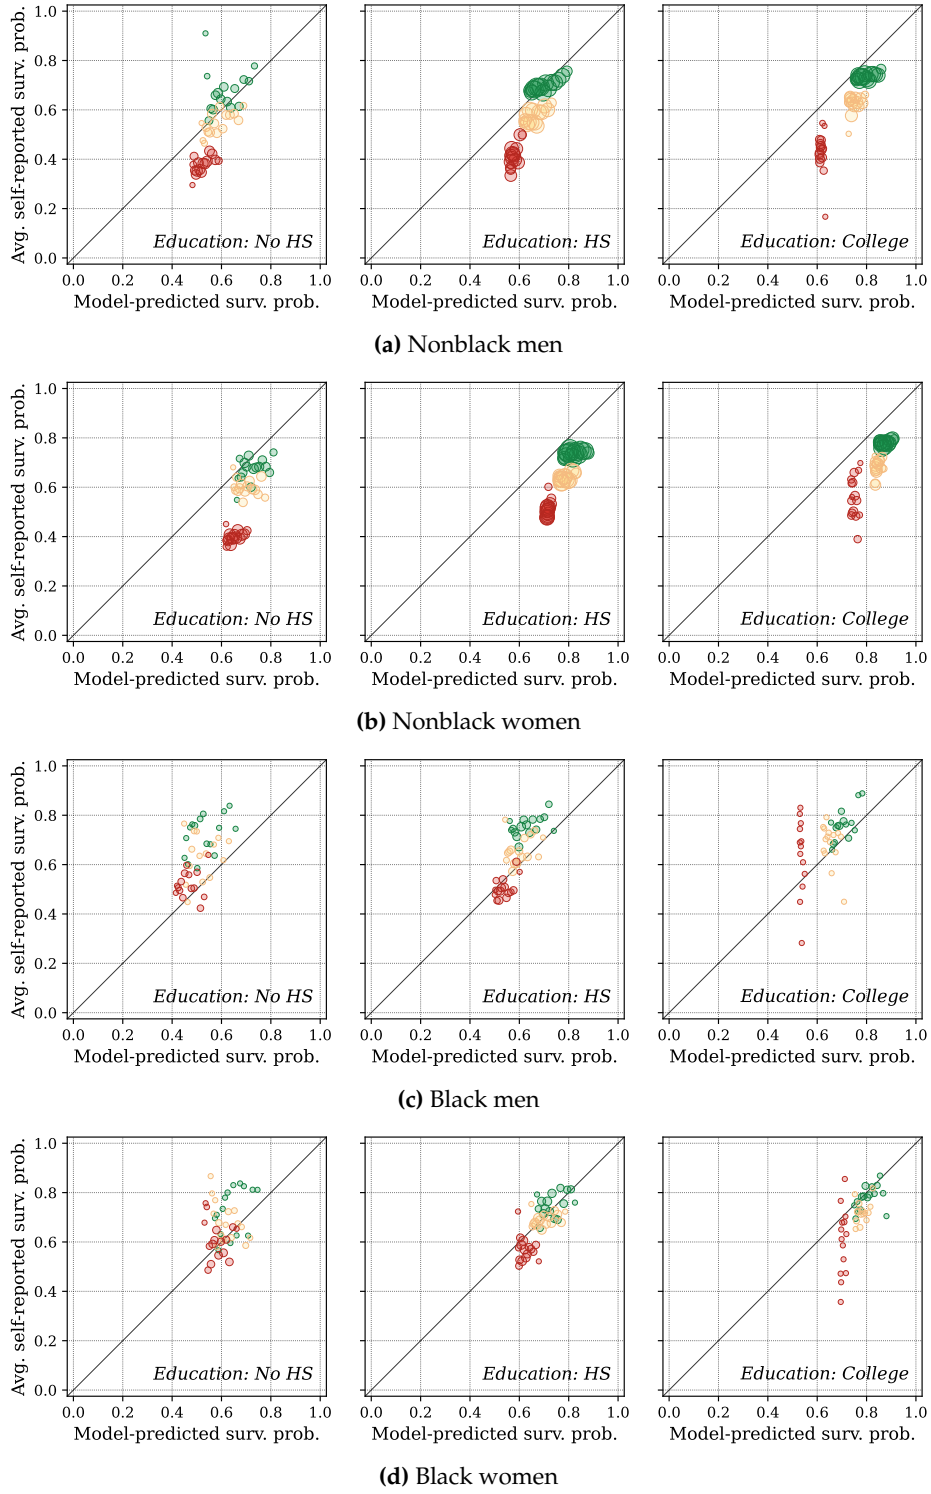 Avg. self-reported surv. prob.
1.0
0.8
0.6
0.4
0.2
0.0
Education: No HS
Education: HS
Education: College
0.0 0.2 0.4 0.6 0.8 1.0
0.0 0.2 0.4 0.6 0.8 1.0
0.0 0.2 0.4 0.6 0.8 1.0
Model-predicted surv. prob.
Model-predicted surv. prob.
Model-predicted surv. prob.
(a) Nonblack men
Avg. self-reported surv. prob.
1.0
0.8
0.6
0.4
0.2
0.0
Education: No HS
Education: HS
Education: College
0.0 0.2 0.4 0.6 0.8 1.0
0.0 0.2 0.4 0.6 0.8 1.0
0.0 0.2 0.4 0.6 0.8 1.0
Model-predicted surv. prob.
Model-predicted surv. prob.
Model-predicted surv. prob.
(b) Nonblack women
Avg. self-reported surv. prob.
1.0
0.8
0.6
0.4
0.2
0.0
Education: No HS
Education: HS
Education: College
0.0 0.2 0.4 0.6 0.8 1.0
0.0 0.2 0.4 0.6 0.8 1.0
0.0 0.2 0.4 0.6 0.8 1.0
Model-predicted surv. prob.
Model-predicted surv. prob.
Model-predicted surv. prob.
(c) Black men
Avg. self-reported surv. prob.
1.0
0.8
0.6
0.4
0.2
0.0
Education: No HS
Education: HS
Education: College
0.0 0.2 0.4 0.6 0.8 1.0
0.0 0.2 0.4 0.6 0.8 1.0
0.0 0.2 0.4 0.6 0.8 1.0
Model-predicted surv. prob.
Model-predicted surv. prob.
Model-predicted surv. prob.
(d) Black women